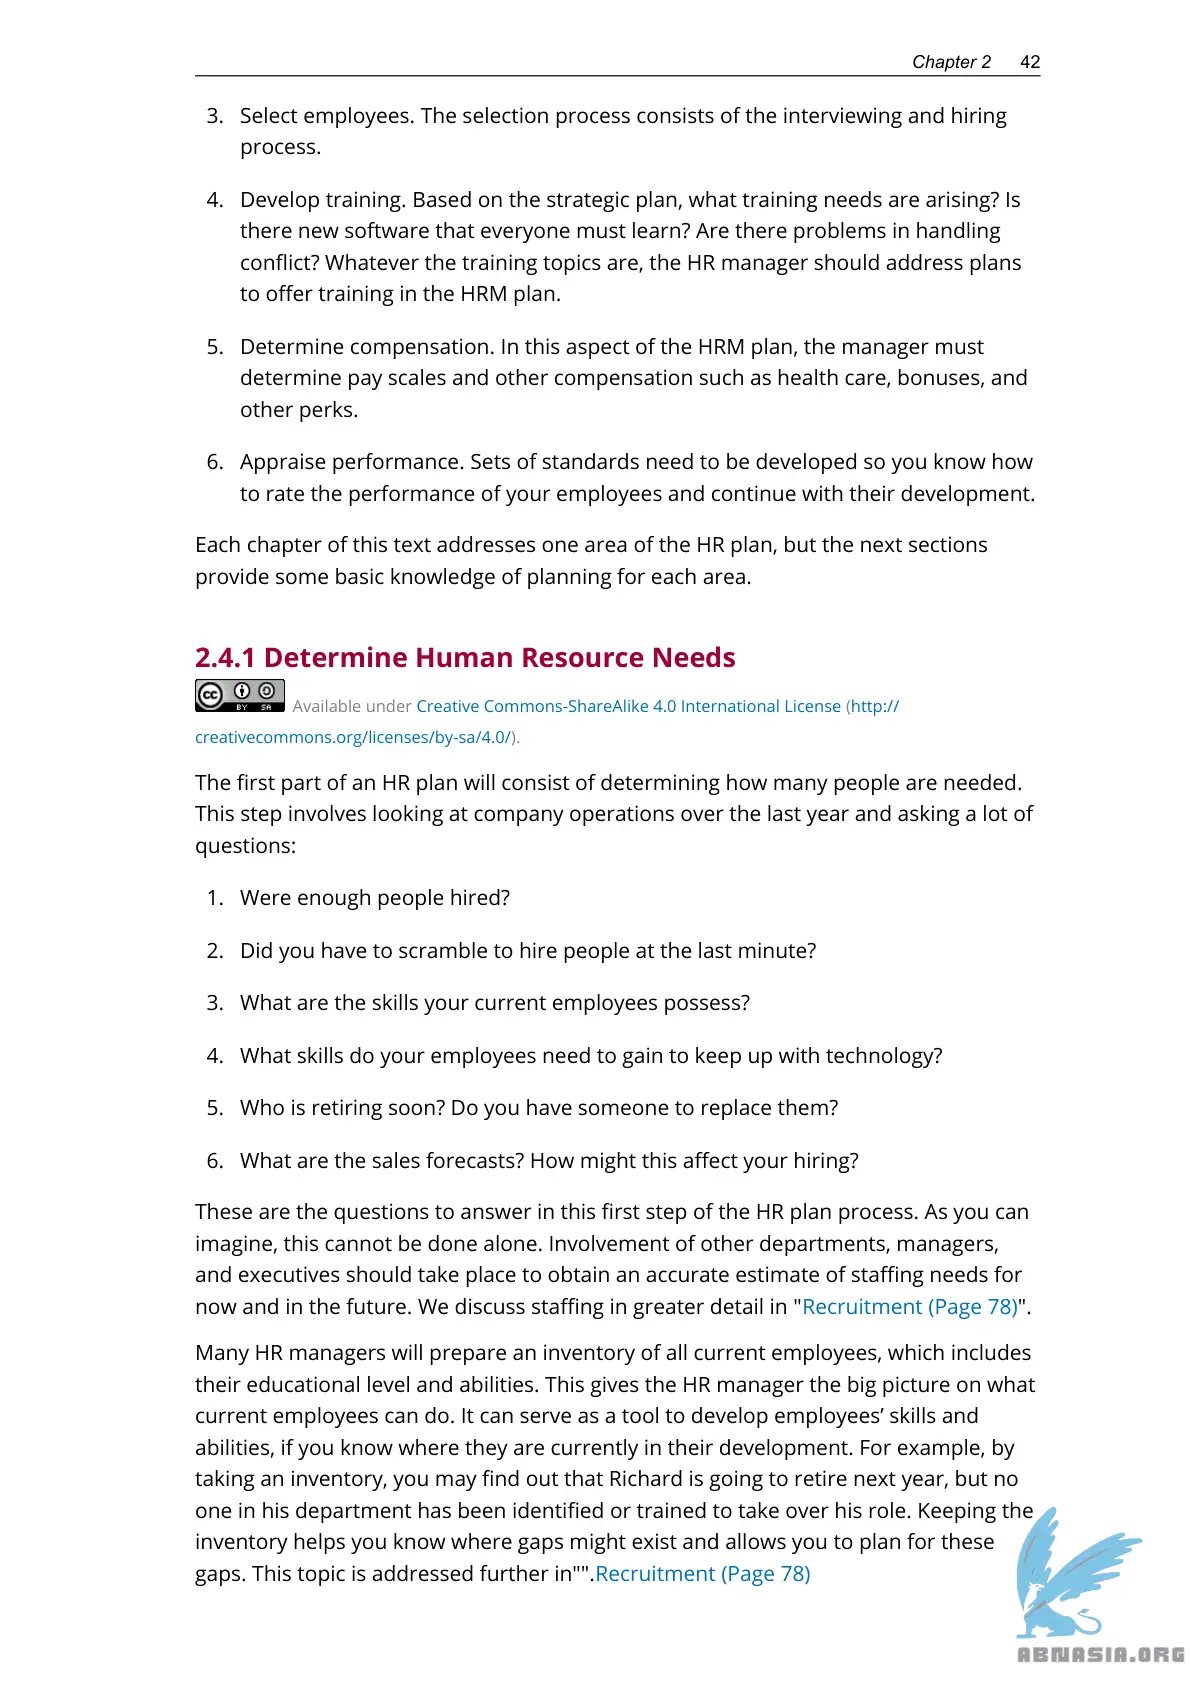 Chapter 2 42
3. Select employees. The selection process consists of the interviewing and hiring
process.
4. Develop training. Based on the strategic plan, what training needs are arising? Is
there new software that everyone must learn? Are there problems in handling
conflict? Whatever the training topics are, the HR manager should address plans
to offer training in the HRM plan.
5. Determine compensation. In this aspect of the HRM plan, the manager must
determine pay scales and other compensation such as health care, bonuses, and
other perks.
6. Appraise performance. Sets of standards need to be developed so you know how
to rate the performance of your employees and continue with their development.
Each chapter of this text addresses one area of the HR plan, but the next sections
provide some basic knowledge of planning for each area.
2.4.1 Determine Human Resource Needs
cc BY SA Available under Creative Commons-ShareAlike 4.0 International License (http://
creativecommons.org/licenses/by-sa/4.0/).
The first part of an HR plan will consist of determining how many people are needed.
This step involves looking at company operations over the last year and asking a lot of
questions:
1. Were enough people hired?
2. Did you have to scramble to hire people at the last minute?
3. What are the skills your current employees possess?
4. What skills do your employees need to gain to keep up with technology?
5. Who is retiring soon? Do you have someone to replace them?
6. What are the sales forecasts? How might this affect your hiring?
These are the questions to answer in this first step of the HR plan process. As you can
imagine, this cannot be done alone. Involvement of other departments, managers,
and executives should take place to obtain an accurate estimate of staffing needs for
now and in the future. We discuss staffing in greater detail in "Recruitment (Page 78)".
Many HR managers will prepare an inventory of all current employees, which includes
their educational level and abilities. This gives the HR manager the big picture on what
current employees can do. It can serve as a tool to develop employees’ skills and
abilities, if you know where they are currently in their development. For example, by
taking an inventory, you may find out that Richard is going to retire next year, but no
one in his department has been identified or trained to take over his role. Keeping the
inventory helps you know where gaps might exist and allows you to plan for these
gaps. This topic is addressed further in"".Recruitment (Page 78)
ABNASIA.ORG